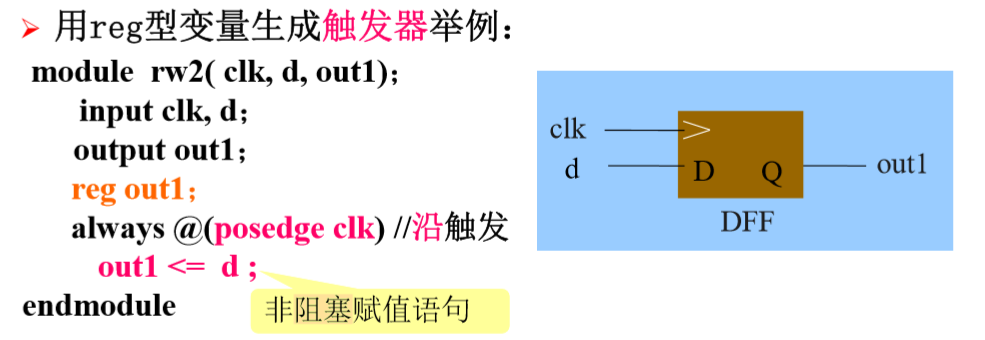 用reg型变量生成触发器举例：
module rw2( clk, d, out1)；
input clk, d；
output out1；
reg out1；
always @(posedge clk) //沿触发
out1 <= d ;
endmodule
非阻塞赋值语句
clk
d
D Q
out1
DFF